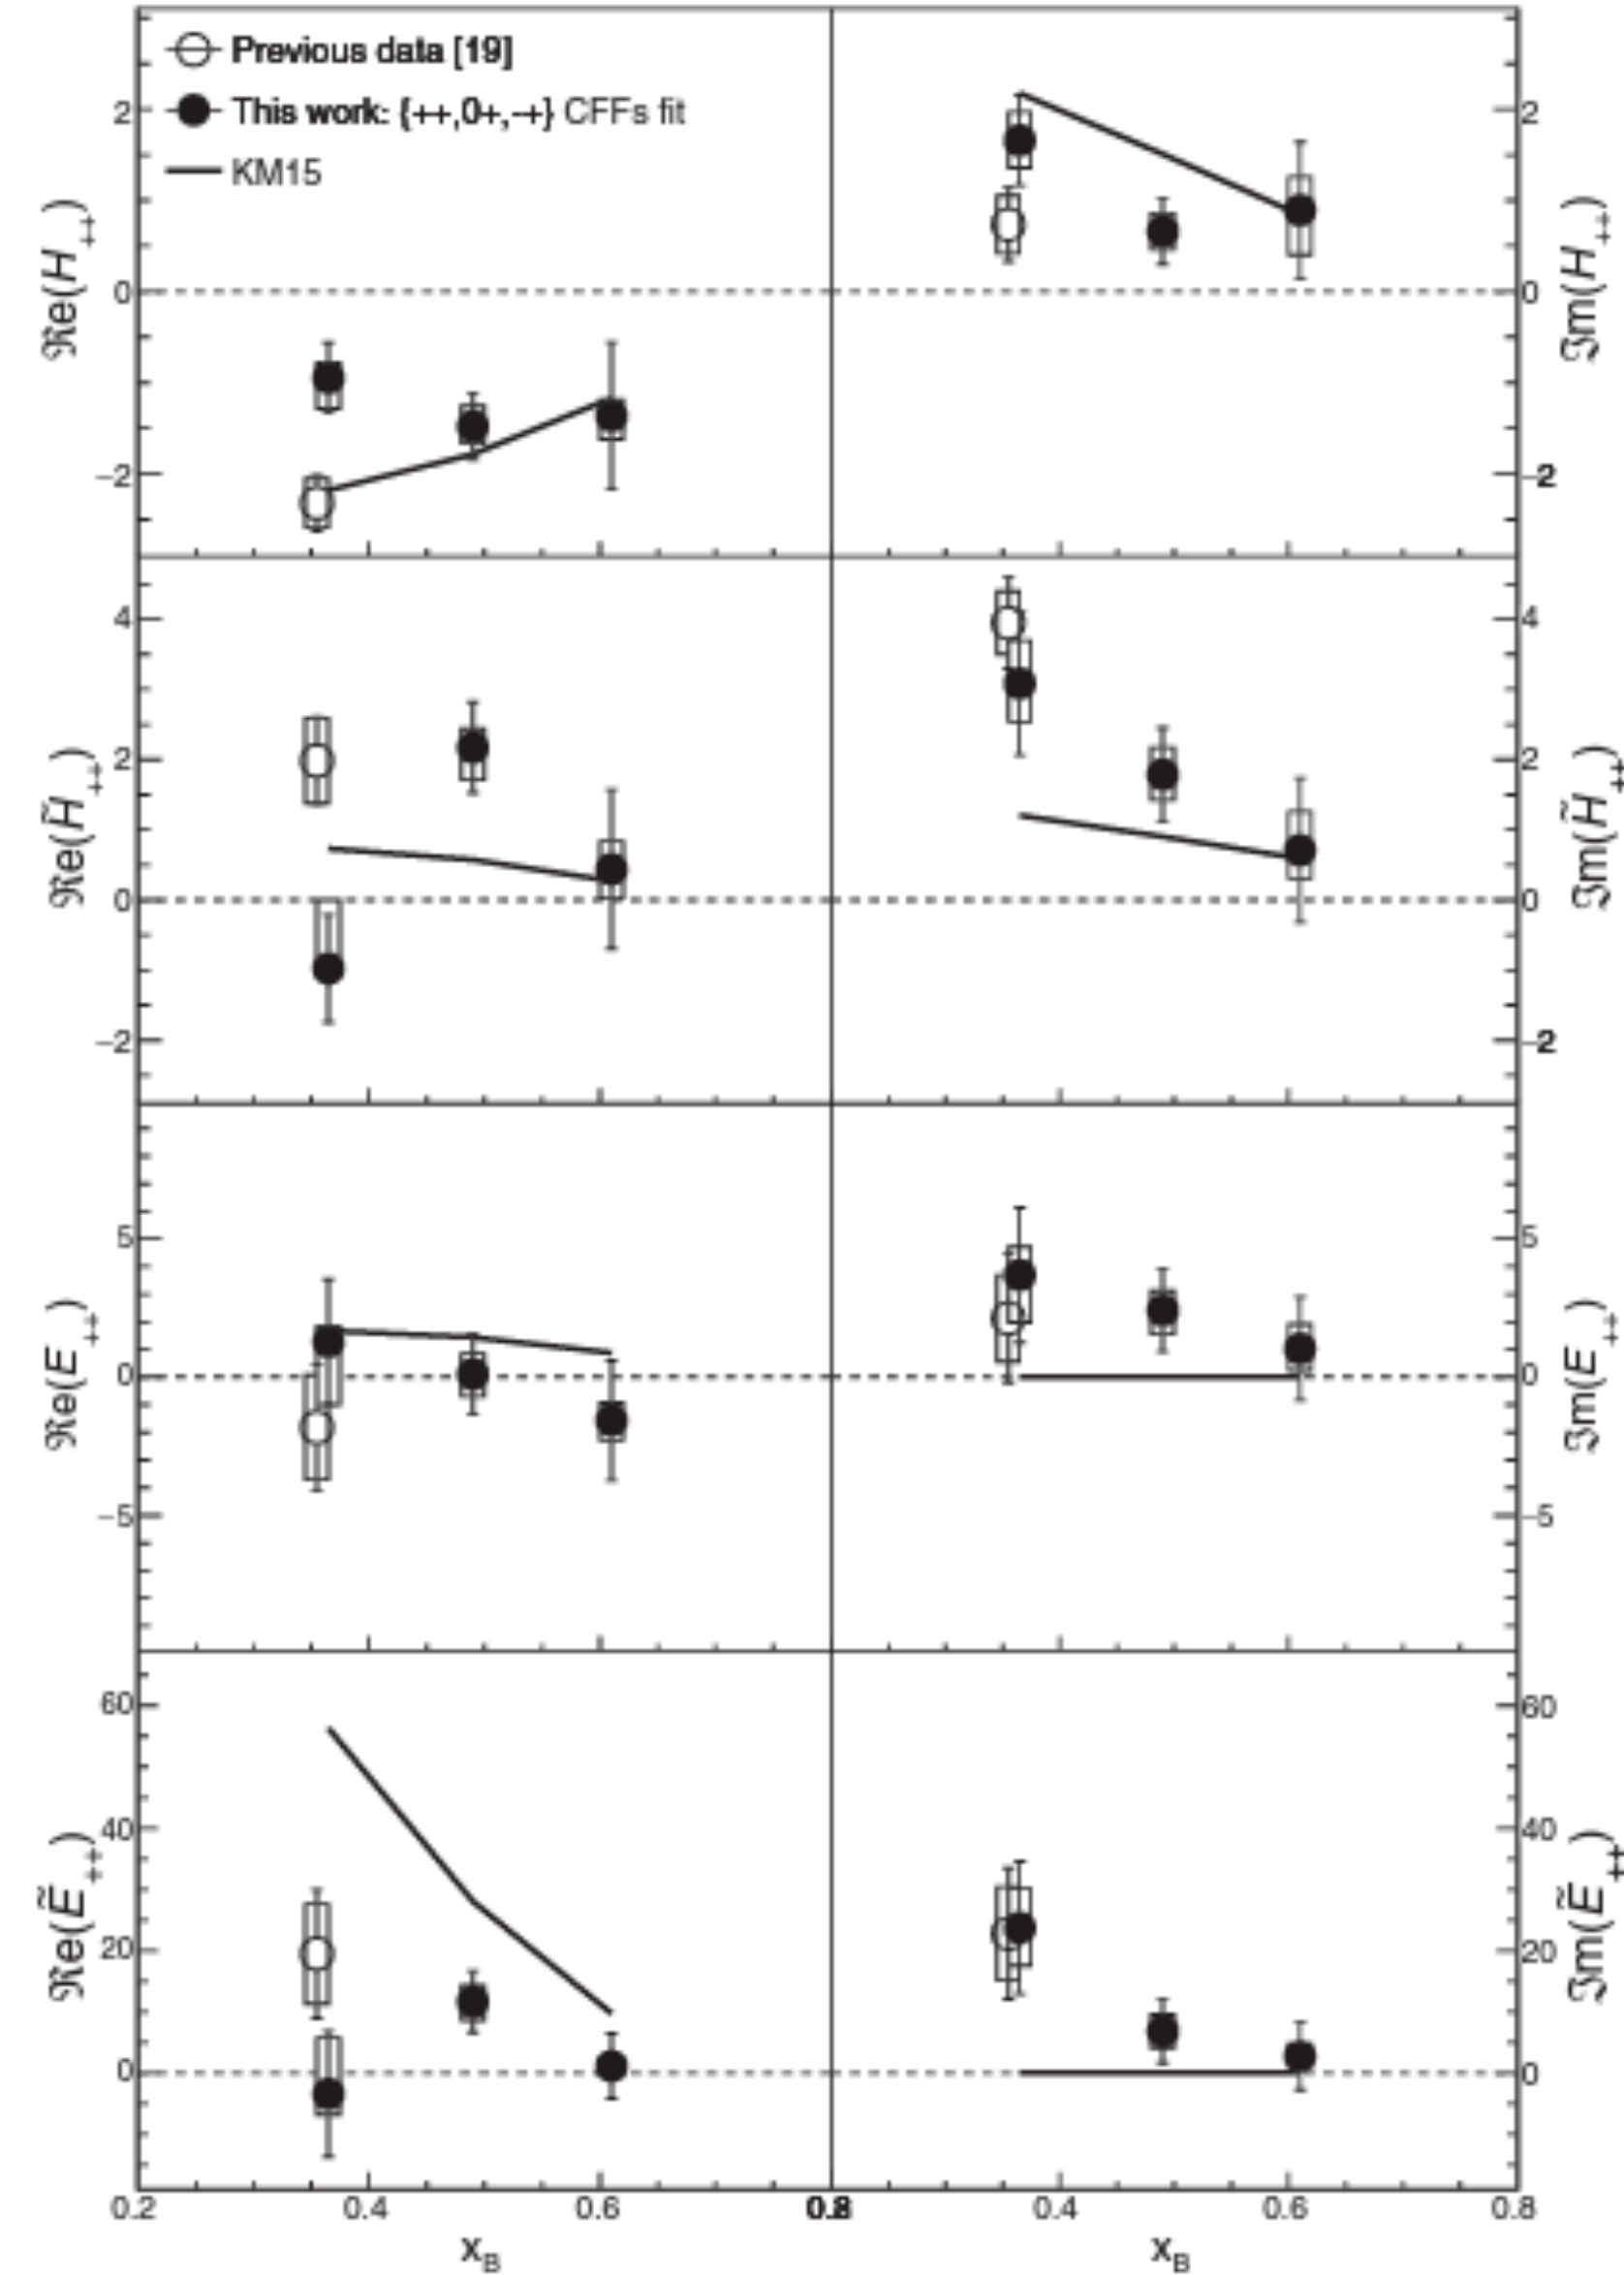 Previous data [19]
This work: {++,0+,-+} CFFs fit
KM15
ℜe(H++)
2
0
−2
ℑm(H++)
2
0
−2
ℜe(H̃++)
4
2
0
−2
ℑm(H̃++)
4
2
0
−2
ℜe(E++)
5
0
−5
ℑm(E++)
5
0
−5
ℜe(Ẽ++)
60
40
20
0
ℑm(Ẽ++)
60
40
20
0
0.2 0.4 0.6 0.8 0.4 0.6 0.8
xB xB